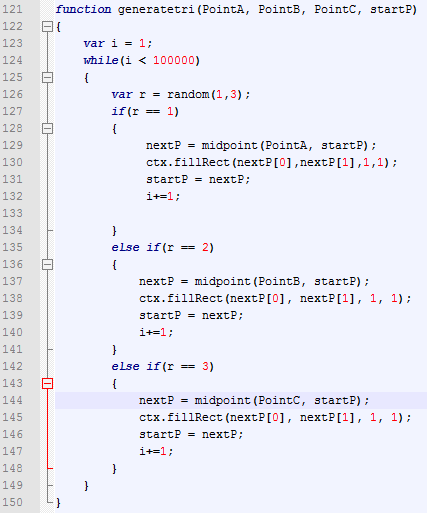 121 function generatetri(PointA, PointB, PointC, startP)
122 {
123     var i = 1;
124     while(i < 100000)
125     {
126         var r = random(1,3);
127         if(r == 1)
128         {
129              nextP = midpoint(PointA, startP);
130              ctx.fillRect(nextP[0],nextP[1],1,1);
131              startP = nextP;
132              i+=1;
133
134         }
135         else if(r == 2)
136         {
137             nextP = midpoint(PointB, startP);
138             ctx.fillRect(nextP[0], nextP[1], 1, 1);
139             startP = nextP;
140             i+=1;
141         }
142         else if(r == 3)
143         {
144             nextP = midpoint(PointC, startP);
145             ctx.fillRect(nextP[0], nextP[1], 1, 1);
146             startP = nextP;
147             i+=1;
148         }
149     }
150 }